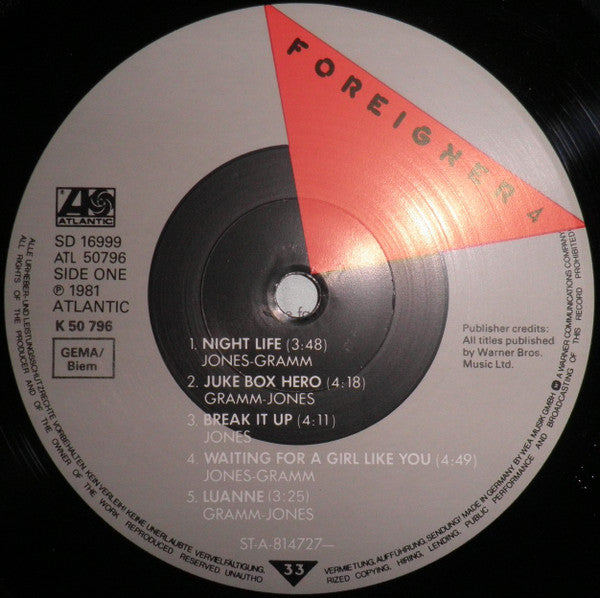 FOREIGNER 4
ATLANTIC
SD 16999
ATL 50796
SIDE ONE
℗ 1981
ATLANTIC
K 50 796
GEMA/
Biem
1. NIGHT LIFE (3:48)
JONES-GRAMM
2. JUKE BOX HERO (4:18)
GRAMM-JONES
3. BREAK IT UP (4:11)
JONES
4. WAITING FOR A GIRL LIKE YOU (4:49)
JONES-GRAMM
5. LUANNE (3:25)
GRAMM-JONES
ST-A-814727—
Publisher credits:
All titles published
by Warner Bros.
Music Ltd.
33
ALLE URHEBER- UND LEISTUNGSSCHUTZRECHTE VORBEHALTEN. KEIN VERLEIH! KEINE UNERLAUBTE VERVIELFÄLTIGUNG, VERMIETUNG, AUFFÜHRUNG, SENDUNG! MADE IN GERMANY BY WEA MUSIK GMBH A WARNER COMMUNICATIONS COMPANY
ALL RIGHTS OF THE PRODUCER AND OF THE OWNER OF THE WORK REPRODUCED RESERVED. UNAUTHORIZED COPYING, HIRING, LENDING, PUBLIC PERFORMANCE AND BROADCASTING OF THIS RECORD PROHIBITED